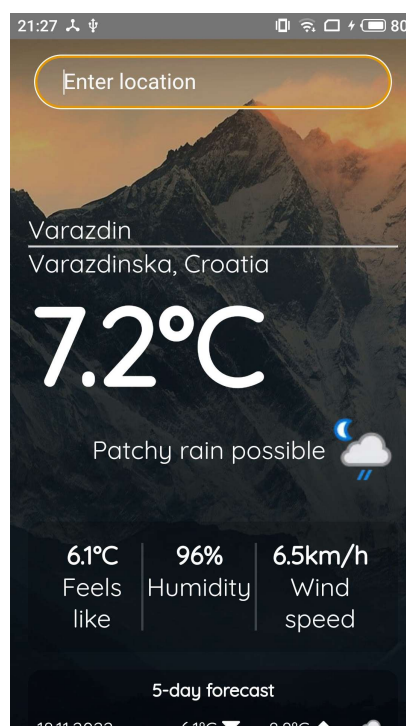 21:27 80
Enter location
Varazdin
Varazdinska, Croatia
7.2°C
Patchy rain possible
6.1°C 96% 6.5km/h
Feels like Humidity Wind speed
5-day forecast